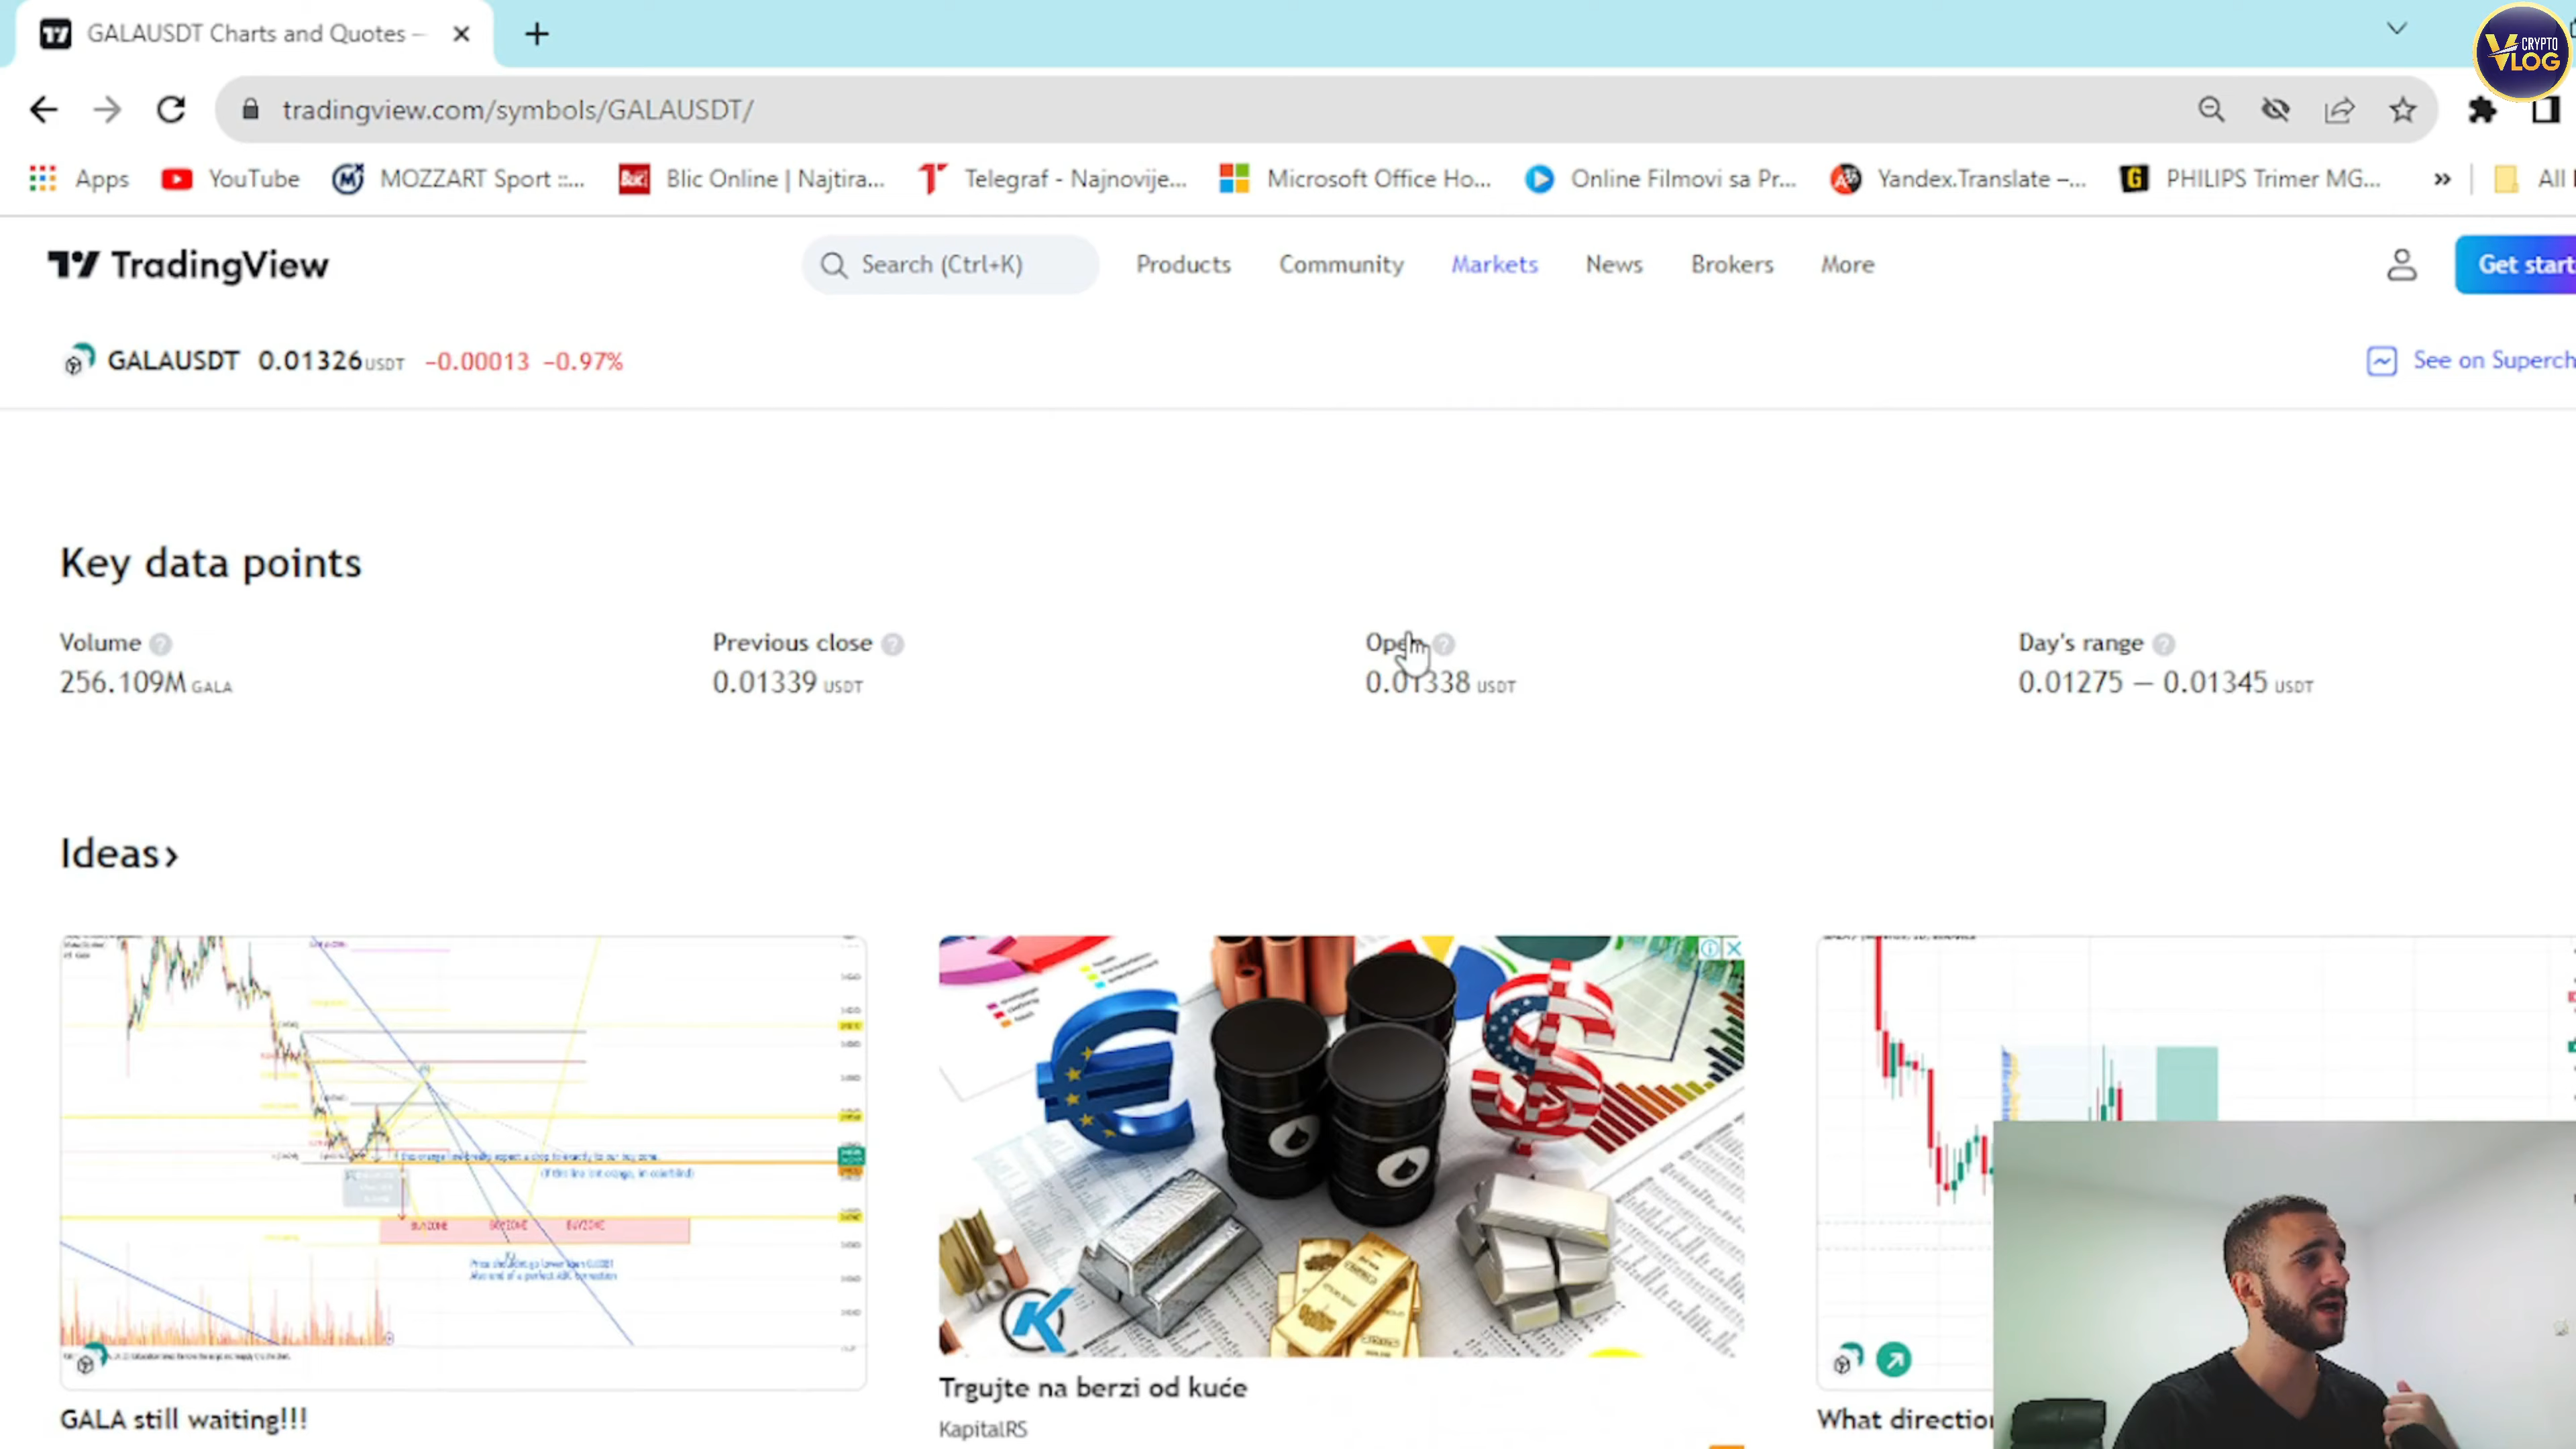 GALAUSDT Charts and Quotes —
CRYPTO
VLOG
tradingview.com/symbols/GALAUSDT/
Apps YouTube MOZZART Sport ::... Blic Online | Najtira... Telegraf - Najnovije... Microsoft Office Ho... Online Filmovi sa Pr... Yandex.Translate –... PHILIPS Trimer MG... » All
TradingView Search (Ctrl+K) Products Community Markets News Brokers More Get start
GALAUSDT 0.01326 USDT −0.00013 −0.97% See on Superch
Key data points
Volume ? Previous close ? Open ? Day's range ?
256.109M GALA 0.01339 USDT 0.01338 USDT 0.01275 — 0.01345 USDT
Ideas ›
BUYZONE BUYZONE BUYZONE
Trgujte na berzi od kuće
KapitalRS
GALA still waiting!!!
What direction